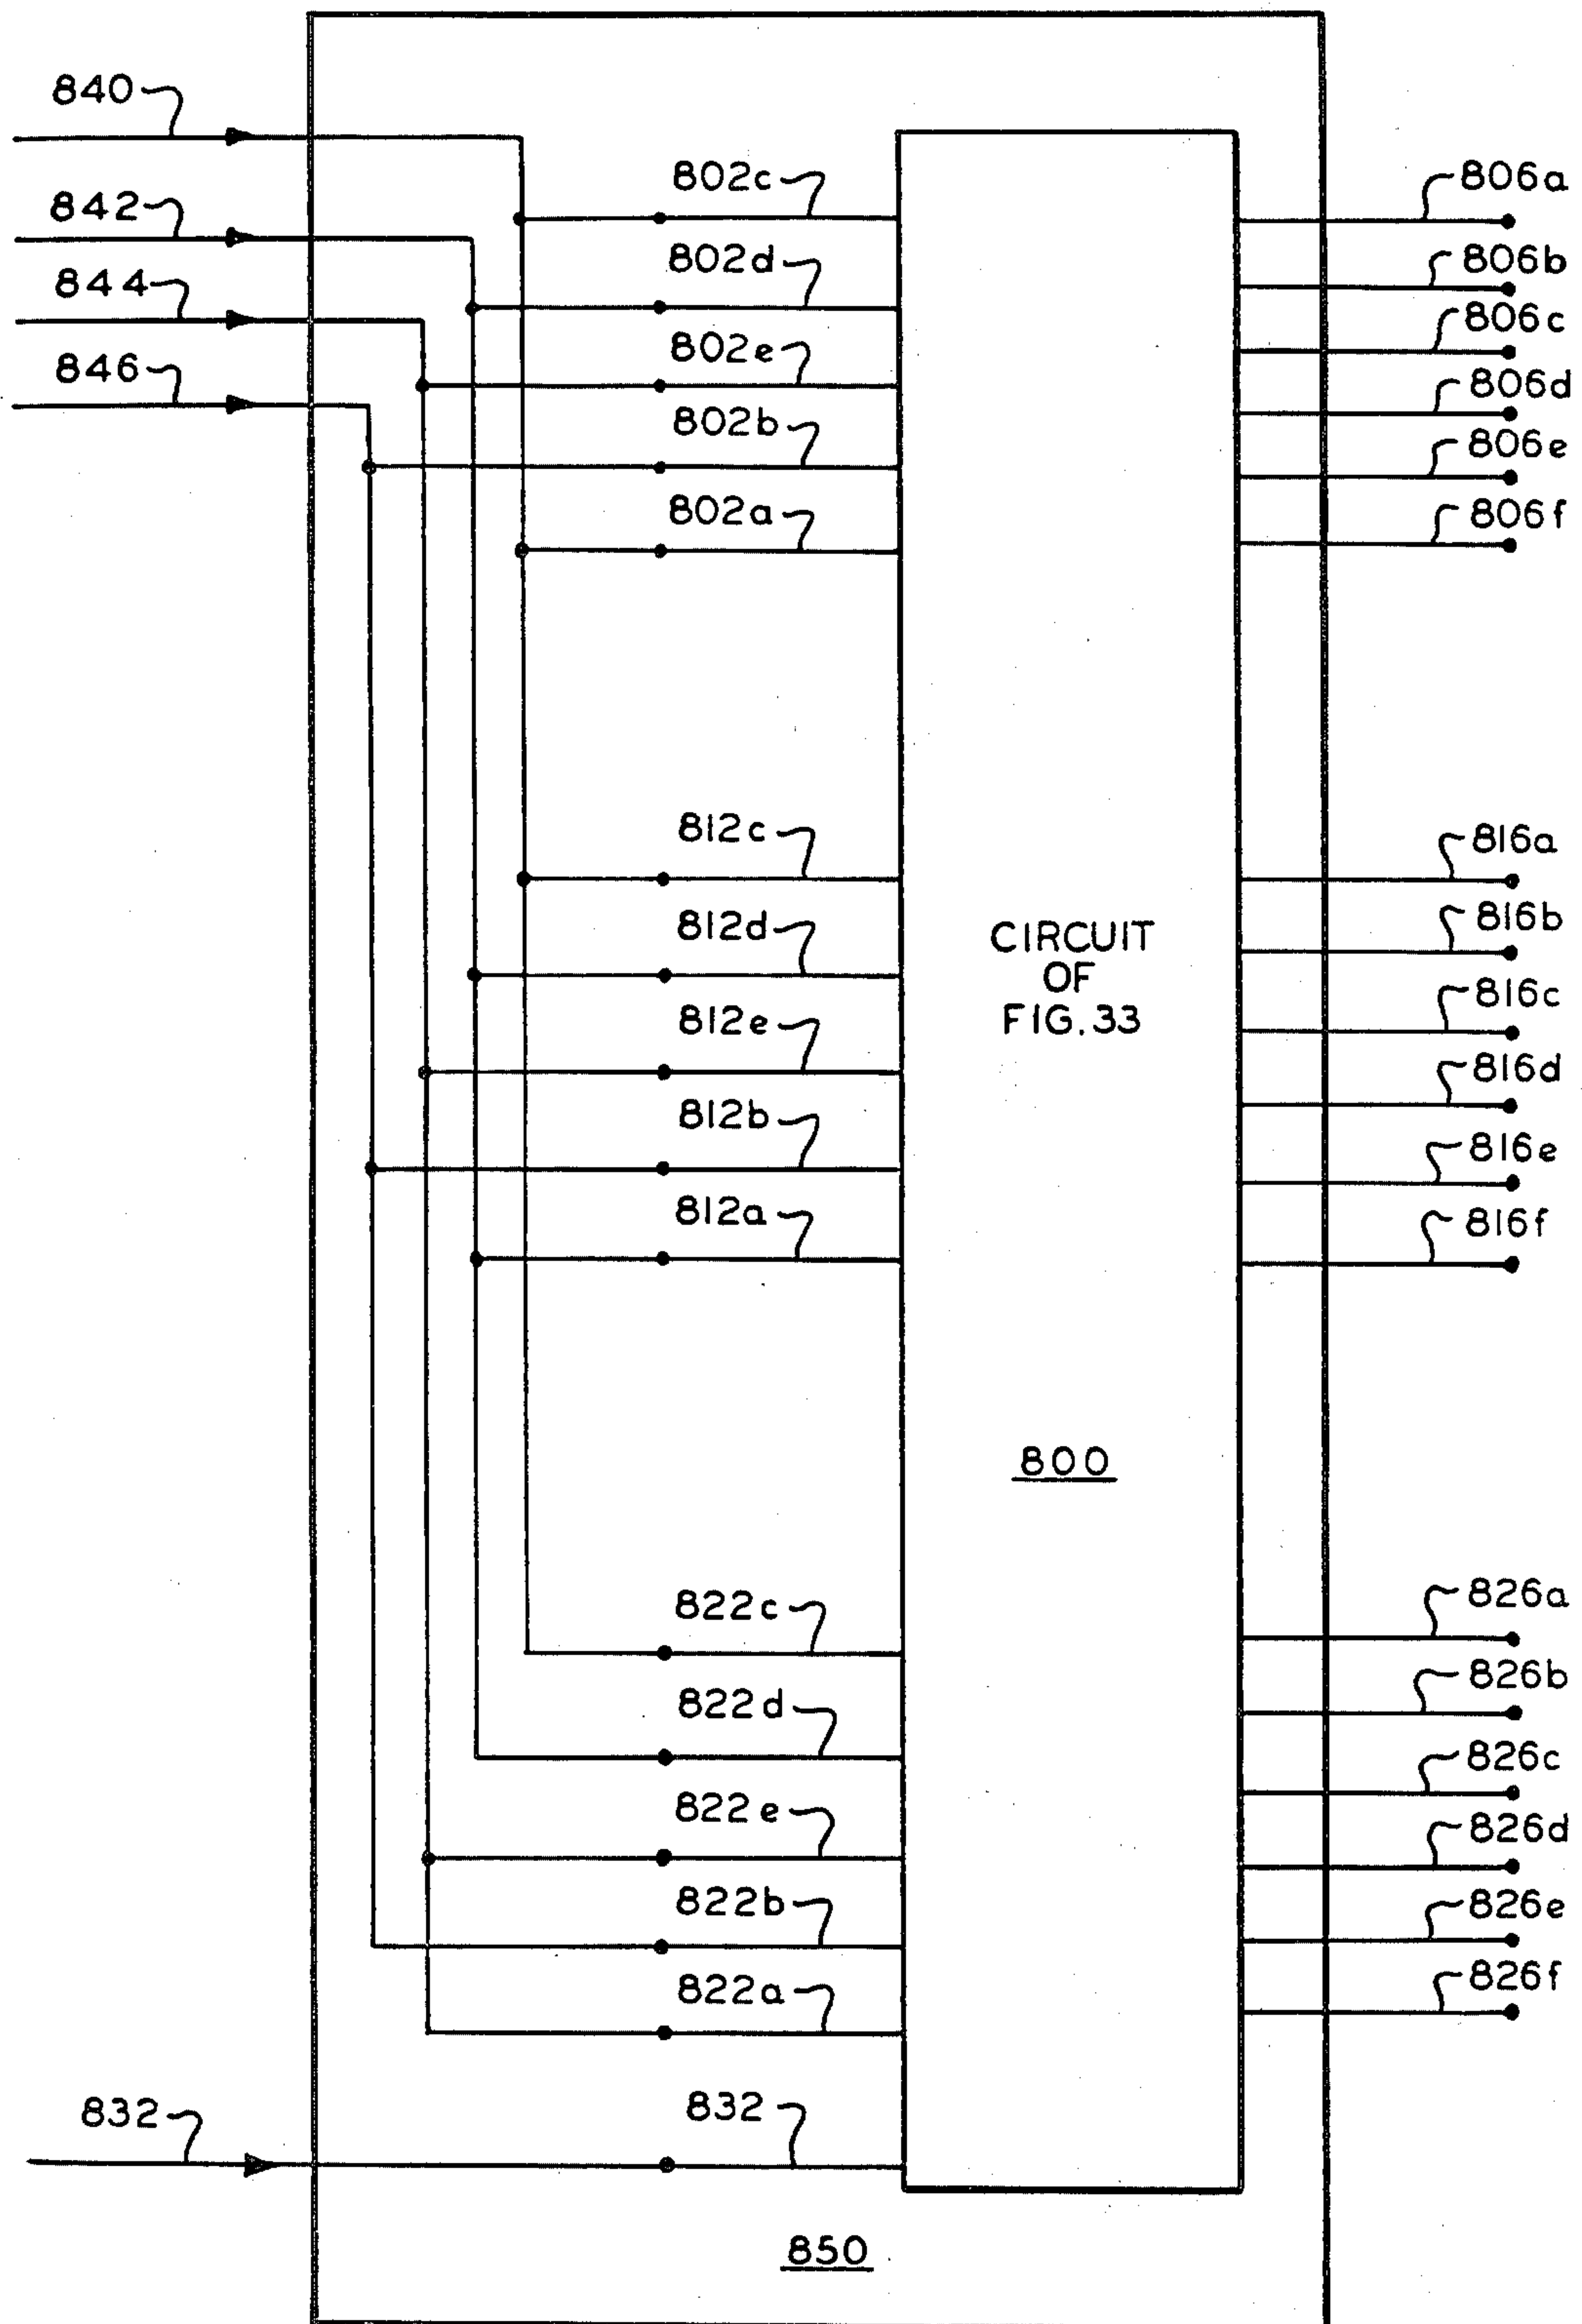 840
842
844
846
802c
802d
802e
802b
802a
806a
806b
806c
806d
806e
806f
812c
812d
812e
812b
812a
CIRCUIT
OF
FIG.33
816a
816b
816c
816d
816e
816f
800
822c
822d
822e
822b
822a
826a
826b
826c
826d
826e
826f
832
832
850